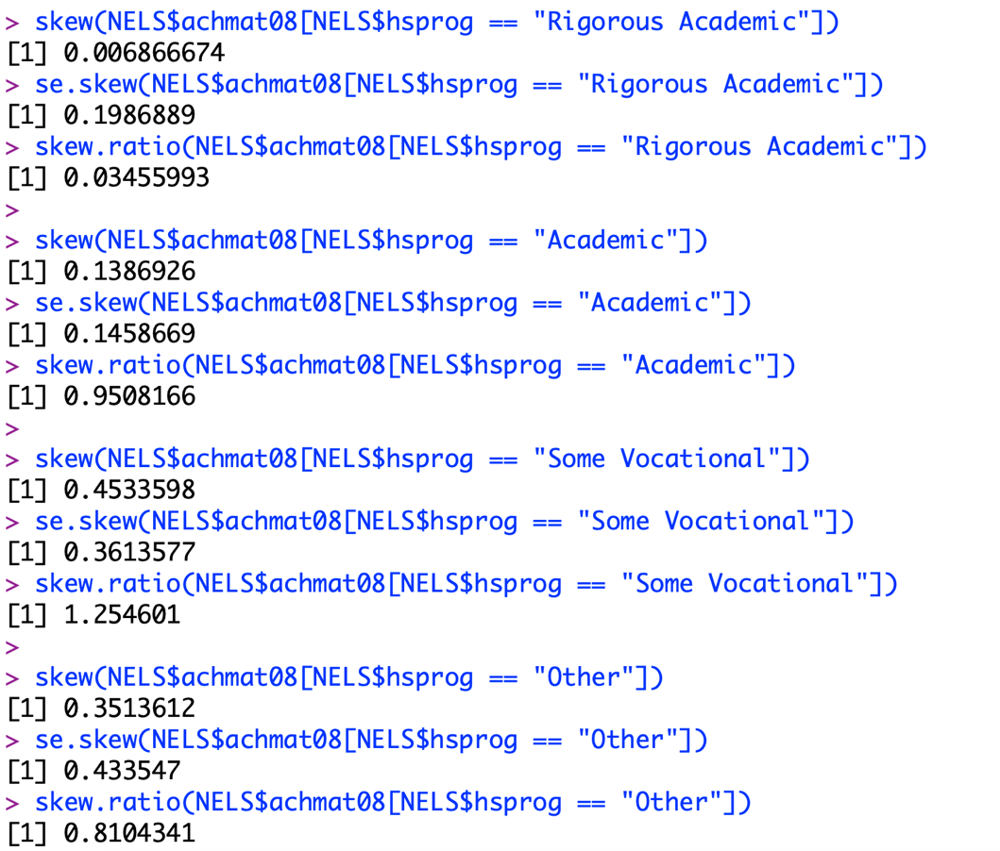 > skew(NELS$achmat08[NELS$hsprog == "Rigorous Academic"])
[1] 0.006866674
> se.skew(NELS$achmat08[NELS$hsprog == "Rigorous Academic"])
[1] 0.1986889
> skew.ratio(NELS$achmat08[NELS$hsprog == "Rigorous Academic"])
[1] 0.03455993
>
> skew(NELS$achmat08[NELS$hsprog == "Academic"])
[1] 0.1386926
> se.skew(NELS$achmat08[NELS$hsprog == "Academic"])
[1] 0.1458669
> skew.ratio(NELS$achmat08[NELS$hsprog == "Academic"])
[1] 0.9508166
>
> skew(NELS$achmat08[NELS$hsprog == "Some Vocational"])
[1] 0.4533598
> se.skew(NELS$achmat08[NELS$hsprog == "Some Vocational"])
[1] 0.3613577
> skew.ratio(NELS$achmat08[NELS$hsprog == "Some Vocational"])
[1] 1.254601
>
> skew(NELS$achmat08[NELS$hsprog == "Other"])
[1] 0.3513612
> se.skew(NELS$achmat08[NELS$hsprog == "Other"])
[1] 0.433547
> skew.ratio(NELS$achmat08[NELS$hsprog == "Other"])
[1] 0.8104341